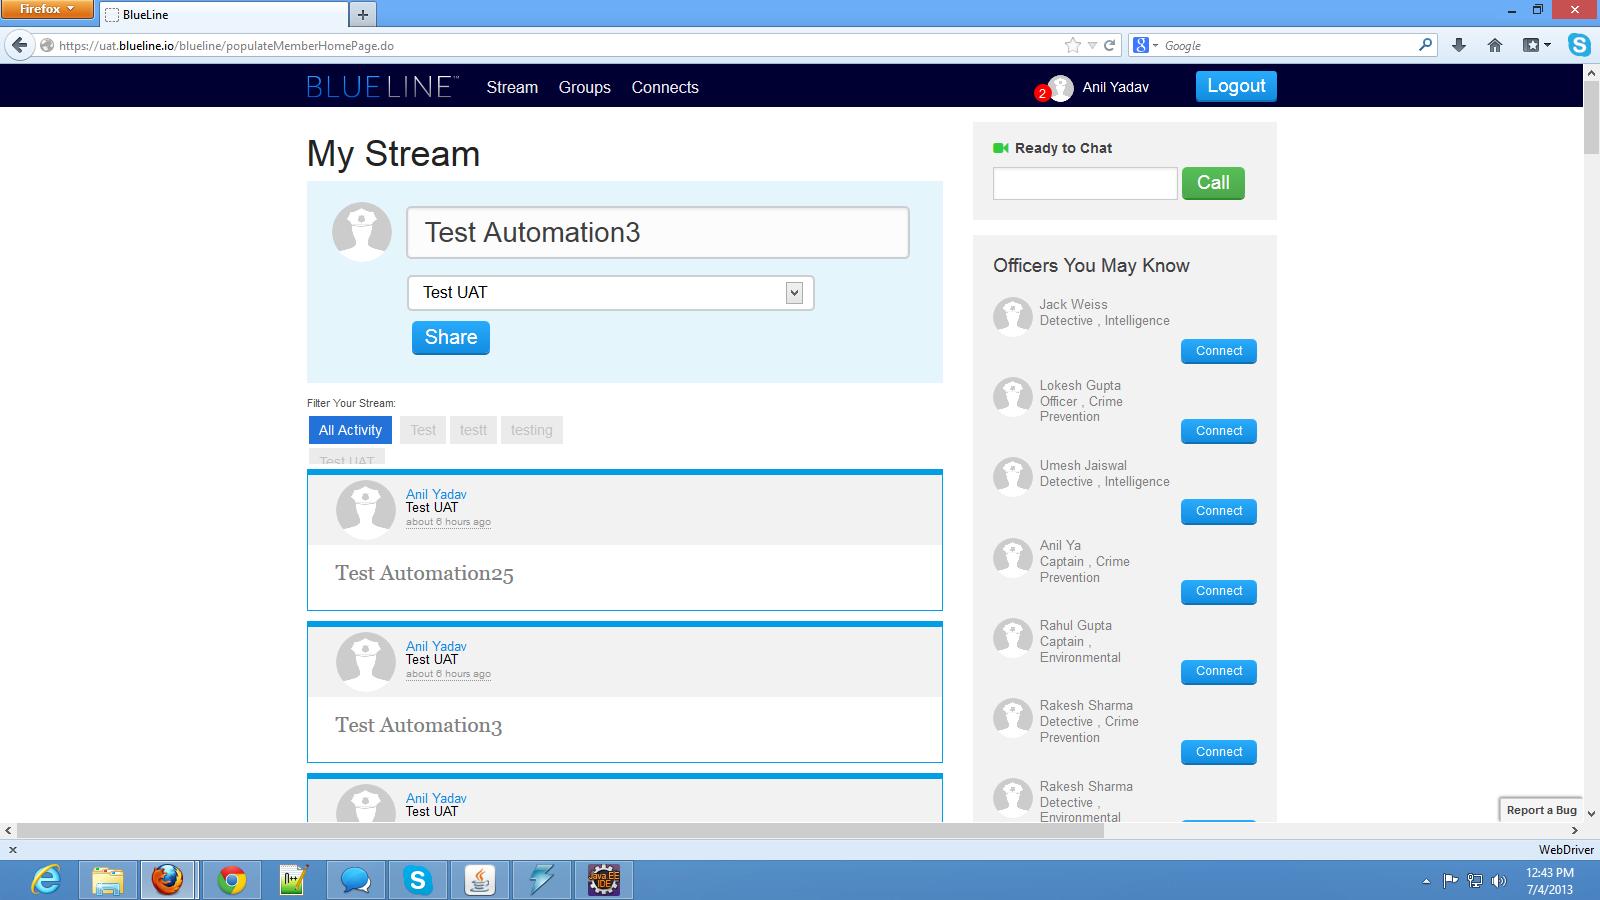 Firefox
BlueLine
https://uat.blueline.io/blueline/populateMemberHomePage.do
Google
BLUELINE™
Stream
Groups
Connects
2
Anil Yadav
Logout
My Stream
Test Automation3
Test UAT
Share
Filter Your Stream:
All Activity
Test
testt
testing
Test UAT
Anil Yadav
Test UAT
about 6 hours ago
Test Automation25
Anil Yadav
Test UAT
about 6 hours ago
Test Automation3
Anil Yadav
Test UAT
Ready to Chat
Call
Officers You May Know
Jack Weiss
Detective , Intelligence
Connect
Lokesh Gupta
Officer , Crime
Prevention
Connect
Umesh Jaiswal
Detective , Intelligence
Connect
Anil Ya
Captain , Crime
Prevention
Connect
Rahul Gupta
Captain ,
Environmental
Connect
Rakesh Sharma
Detective , Crime
Prevention
Connect
Rakesh Sharma
Detective ,
Environmental
Report a Bug
WebDriver
Java EE
IDE
12:43 PM
7/4/2013